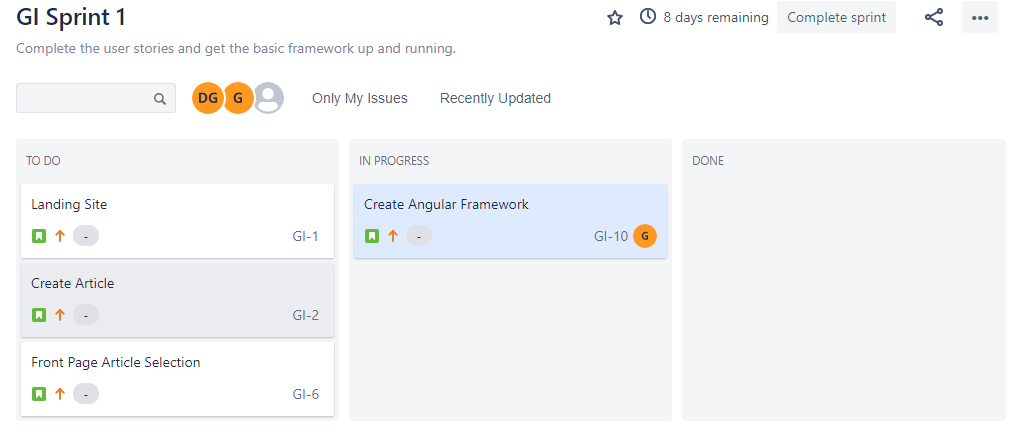 GI Sprint 1
8 days remaining
Complete sprint
Complete the user stories and get the basic framework up and running.
DG
G
Only My Issues
Recently Updated
TO DO
Landing Site
-
GI-1
Create Article
-
GI-2
Front Page Article Selection
-
GI-6
IN PROGRESS
Create Angular Framework
-
GI-10
G
DONE